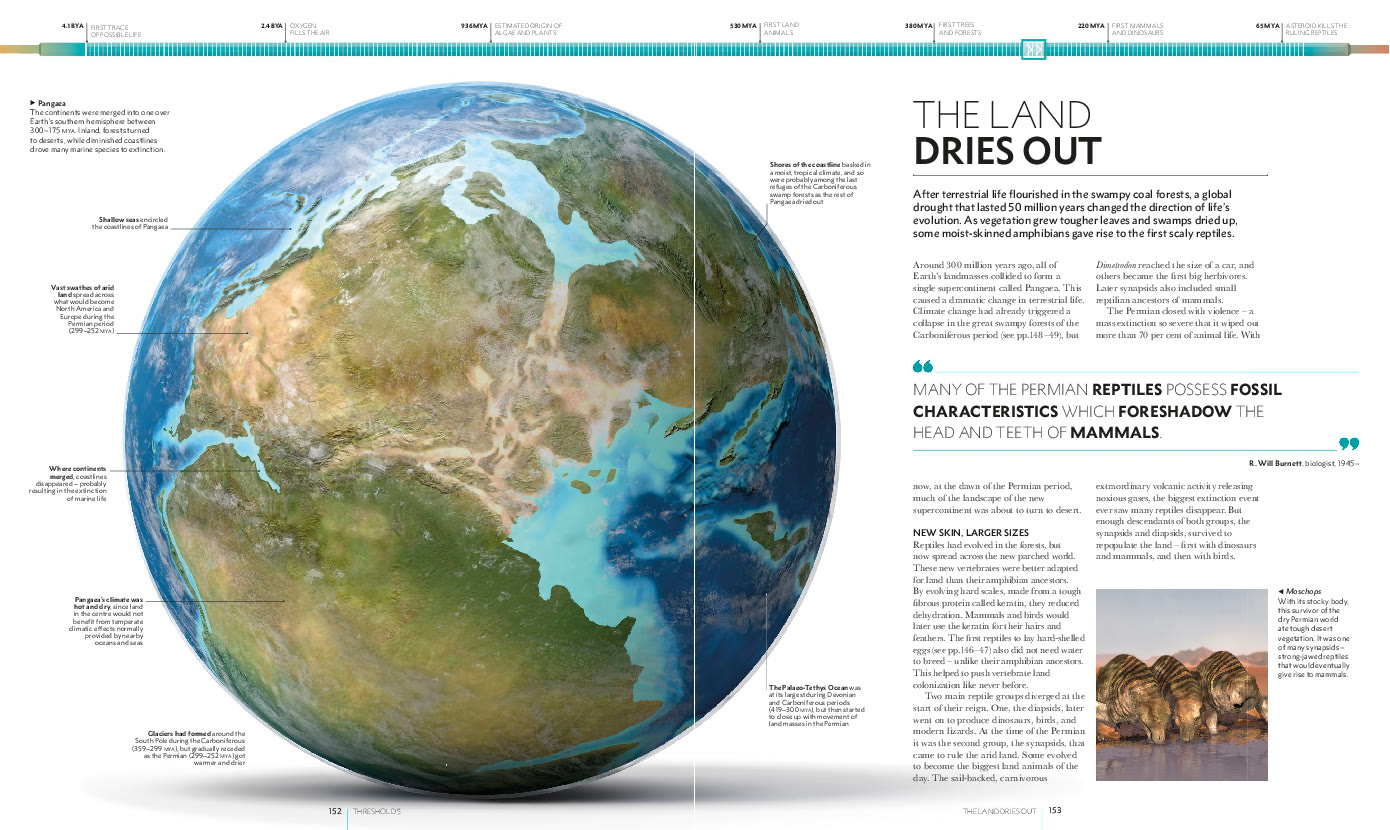 4.1 BYA
FIRST TRACE
OF POSSIBLE LIFE
2.4 BYA
OXYGEN
FILLS THE AIR
936 MYA
ESTIMATED ORIGIN OF
ALGAE AND PLANTS
530 MYA
FIRST LAND
ANIMALS
380 MYA
FIRST TREES
AND FORESTS
220 MYA
FIRST MAMMALS
AND DINOSAURS
65 MYA
ASTEROID KILLS THE
RULING REPTILES
► Pangaea
The continents were merged into one over
Earth's southern hemisphere between
300–175 MYA. Inland, forests turned
to deserts, while diminished coastlines
drove many marine species to extinction.
Shallow seas encircled
the coastlines of Pangaea
Vast swathes of arid
land spread across
what would become
North America and
Europe during the
Permian period
(299–252 MYA)
Where continents
merged, coastlines
disappeared – probably
resulting in the extinction
of marine life
Pangaea's climate was
hot and dry, since land
in the centre would not
benefit from temperate
climatic effects normally
provided by nearby
oceans and seas
Glaciers had formed around the
South Pole during the Carboniferous
(359–299 MYA), but gradually receded
as the Permian (299–252 MYA) got
warmer and drier
Shores of the coastline basked in
a moist, tropical climate, and so
were probably among the last
refuges of the Carboniferous
swamp forests as the rest of
Pangaea dried out
The Palaeo-Tethys Ocean was
at its largest during Devonian
and Carboniferous periods
(419–300 MYA), but then started
to close up with movement of
land masses in the Permian
THE LAND
DRIES OUT
After terrestrial life flourished in the swampy coal forests, a global
drought that lasted 50 million years changed the direction of life's
evolution. As vegetation grew tougher leaves and swamps dried up,
some moist-skinned amphibians gave rise to the first scaly reptiles.
Around 300 million years ago, all of
Earth's landmasses collided to form a
single supercontinent called Pangaea. This
caused a dramatic change in terrestrial life.
Climate change had already triggered a
collapse in the great swampy forests of the
Carboniferous period (see pp.148–49), but
Dimetrodon reached the size of a car, and
others became the first big herbivores.
Later synapsids also included small
reptilian ancestors of mammals.
The Permian closed with violence – a
mass extinction so severe that it wiped out
more than 70 per cent of animal life. With
“
MANY OF THE PERMIAN REPTILES POSSESS FOSSIL
CHARACTERISTICS WHICH FORESHADOW THE
HEAD AND TEETH OF MAMMALS.
”
R. Will Burnett, biologist, 1945–
now, at the dawn of the Permian period,
much of the landscape of the new
supercontinent was about to turn to desert.
NEW SKIN, LARGER SIZES
Reptiles had evolved in the forests, but
now spread across the new parched world.
These new vertebrates were better adapted
for land than their amphibian ancestors.
By evolving hard scales, made from a tough
fibrous protein called keratin, they reduced
dehydration. Mammals and birds would
later use the keratin for their hairs and
feathers. The first reptiles to lay hard-shelled
eggs (see pp.146–47) also did not need water
to breed – unlike their amphibian ancestors.
This helped to push vertebrate land
colonization like never before.
Two main reptile groups diverged at the
start of their reign. One, the diapsids, later
went on to produce dinosaurs, birds, and
modern lizards. At the time of the Permian
it was the second group, the synapsids, that
came to rule the arid land. Some evolved
to become the biggest land animals of the
day. The sail-backed, carnivorous
extraordinary volcanic activity releasing
noxious gases, the biggest extinction event
ever saw many reptiles disappear. But
enough descendants of both groups, the
synapsids and diapsids, survived to
repopulate the land – first with dinosaurs
and mammals, and then with birds.
◄ Moschops
With its stocky body,
this survivor of the
dry Permian world
ate tough desert
vegetation. It was one
of many synapsids –
strong-jawed reptiles
that would eventually
give rise to mammals.
152
THRESHOLD 5
THE LAND DRIES OUT
153